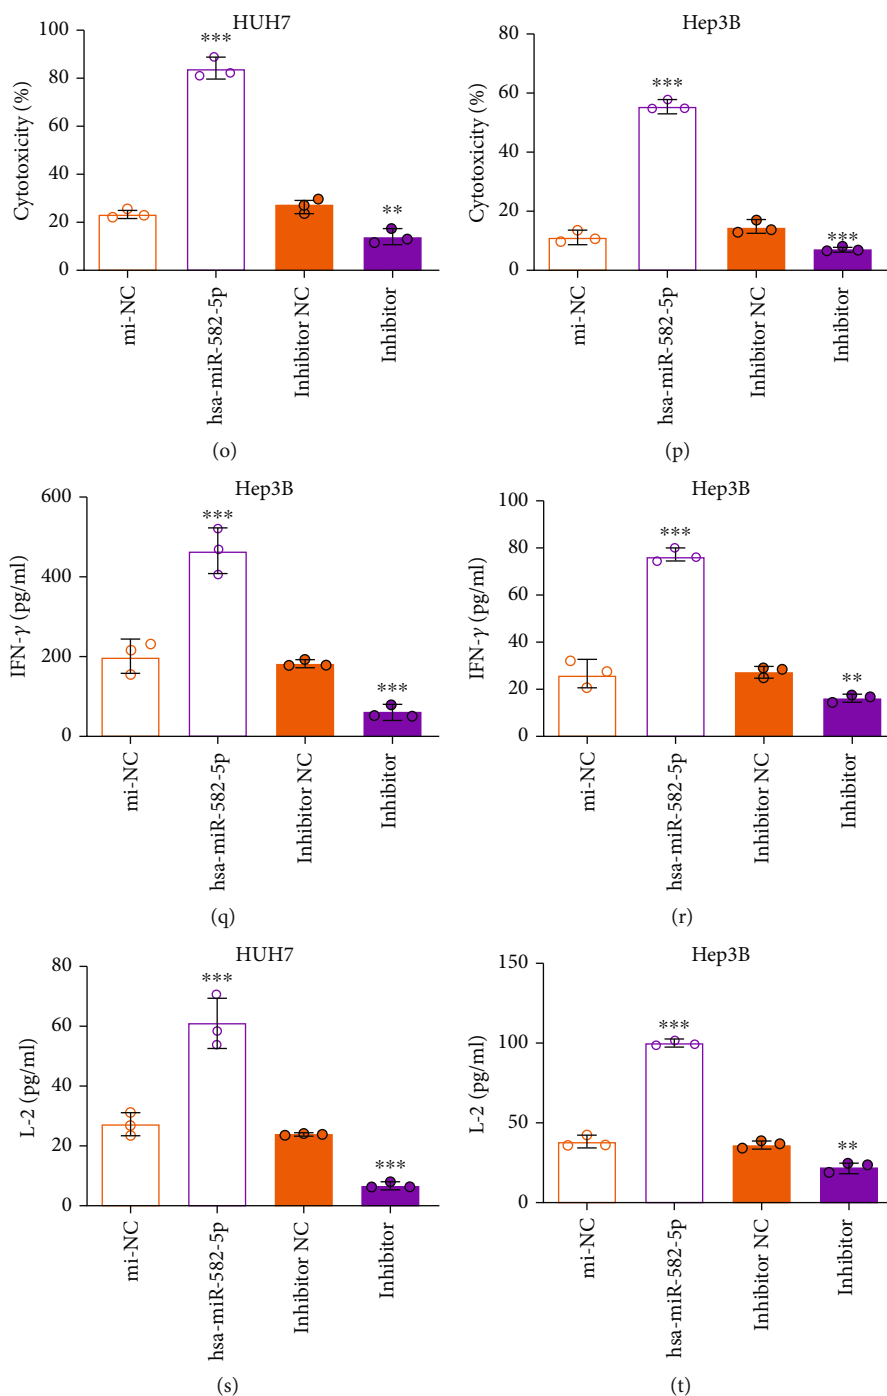 HUH7
Cytotoxicity (%)
100
80
60
40
20
0
***
**
mi-NC
hsa-miR-582-5p
Inhibitor NC
Inhibitor
(o)
Hep3B
Cytotoxicity (%)
80
60
40
20
0
***
***
mi-NC
hsa-miR-582-5p
Inhibitor NC
Inhibitor
(p)
Hep3B
IFN-γ (pg/ml)
600
400
200
0
***
***
mi-NC
hsa-miR-582-5p
Inhibitor NC
Inhibitor
(q)
Hep3B
IFN-γ (pg/ml)
100
80
60
40
20
0
***
**
mi-NC
hsa-miR-582-5p
Inhibitor NC
Inhibitor
(r)
HUH7
L-2 (pg/ml)
80
60
40
20
0
***
***
mi-NC
hsa-miR-582-5p
Inhibitor NC
Inhibitor
(s)
Hep3B
L-2 (pg/ml)
150
100
50
0
***
**
mi-NC
hsa-miR-582-5p
Inhibitor NC
Inhibitor
(t)